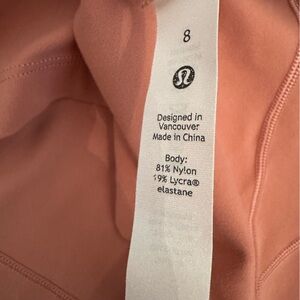 8
Designed in
Vancouver
Made in China
Body:
81% Nylon
19% Lycra®
elastane